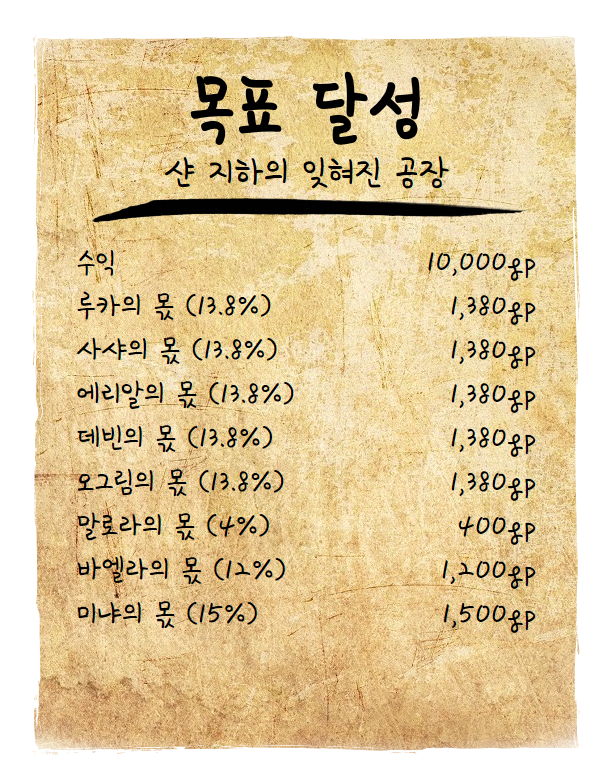 목표 달성
샨 지하의 잊혀진 공장
수익 10,000gp
루카의 몫 (13.8%) 1,380gp
사샤의 몫 (13.8%) 1,380gp
에리알의 몫 (13.8%) 1,380gp
데빈의 몫 (13.8%) 1,380gp
오그림의 몫 (13.8%) 1,380gp
말로라의 몫 (4%) 400gp
바엘라의 몫 (12%) 1,200gp
미냐의 몫 (15%) 1,500gp